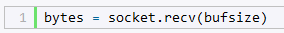 1 bytes = socket.recv(bufsize)